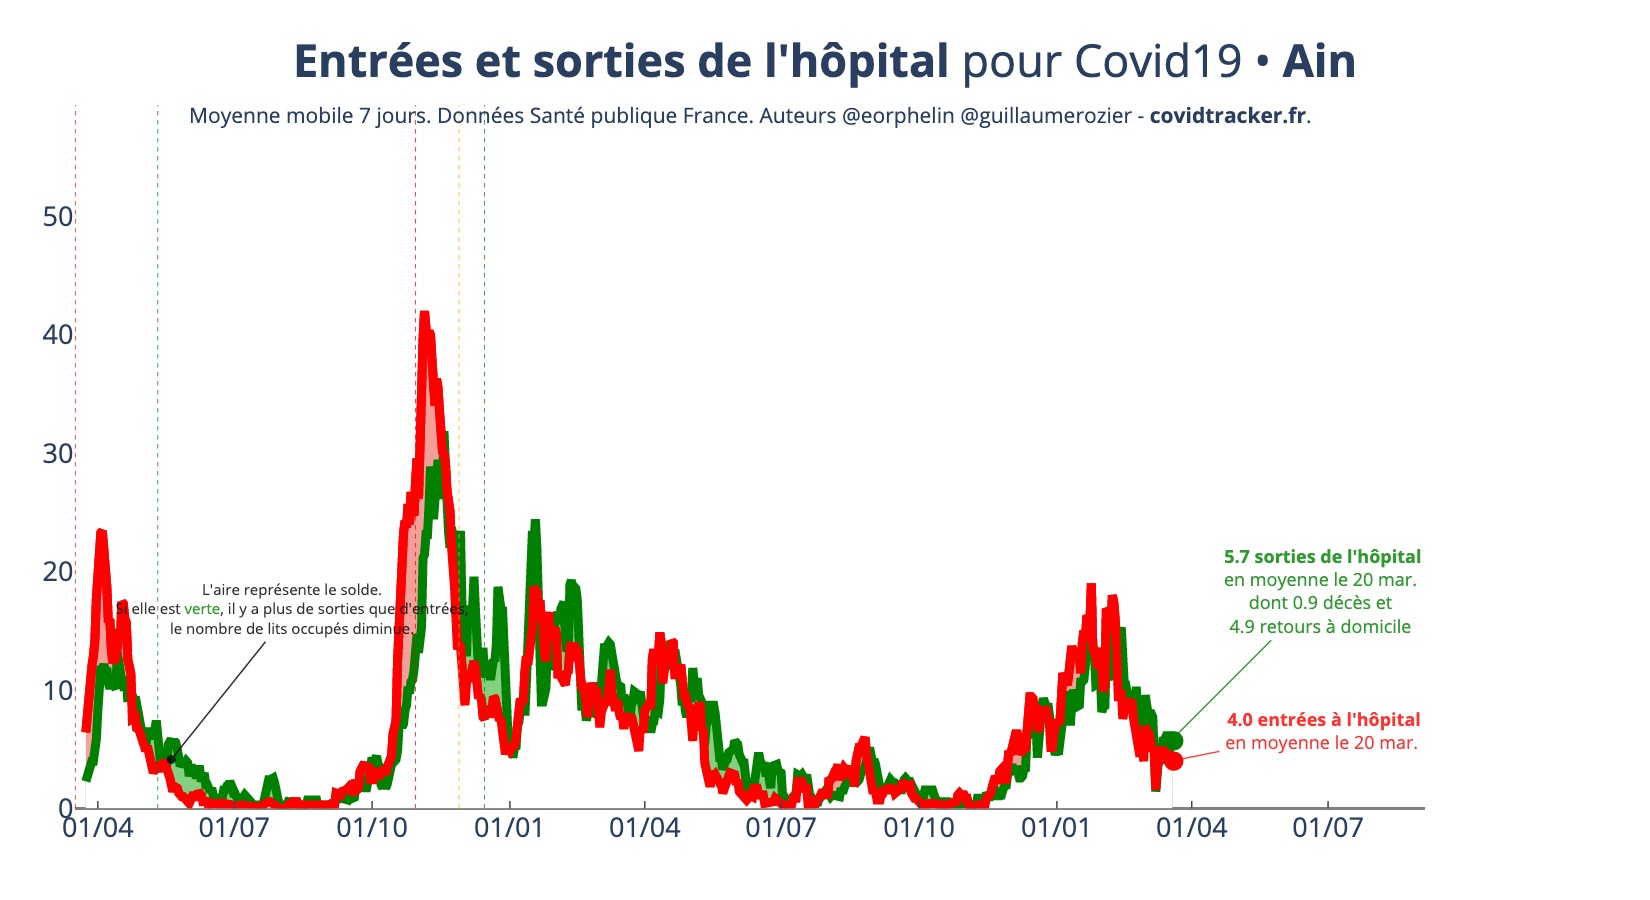 Entrées et sorties de l'hôpital pour Covid19 • Ain
Moyenne mobile 7 jours. Données Santé publique France. Auteurs @eorphelin @guillaumerozier - covidtracker.fr.
50
40
30
20
10
0
L'aire représente le solde.
Si elle est verte, il y a plus de sorties que d'entrées,
le nombre de lits occupés diminue.
5.7 sorties de l'hôpital
en moyenne le 20 mar.
dont 0.9 décès et
4.9 retours à domicile
4.0 entrées à l'hôpital
en moyenne le 20 mar.
01/04 01/07 01/10 01/01 01/04 01/07 01/10 01/01 01/04 01/07